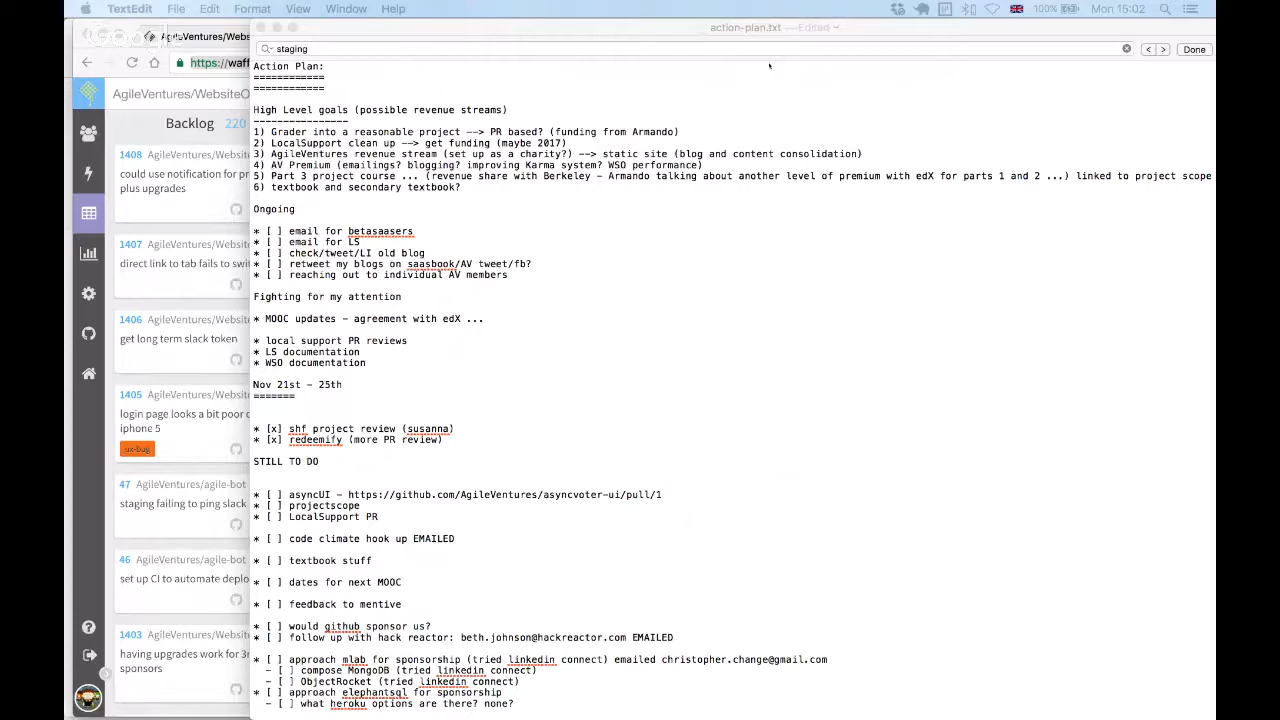 TextEdit File Edit Format View Window Help 100% Mon 15:02
AgileVentures/Webs
https://waff
AgileVentures/WebsiteO
Backlog 220
1408 AgileVentures/Website
could use notification for pr
plus upgrades
1407 AgileVentures/Website
direct link to tab fails to swit
1406 AgileVentures/Website
get long term slack token
1405 AgileVentures/Website
login page looks a bit poor o
iphone 5
ux-bug
47 AgileVentures/agile-bot
staging failing to ping slack
46 AgileVentures/agile-bot
set up CI to automate deplo
1403 AgileVentures/Website
having upgrades work for 3r
sponsors
action-plan.txt — Edited
staging Done
Action Plan:
============
============
High Level goals (possible revenue streams)
----------------
1) Grader into a reasonable project --> PR based? (funding from Armando)
2) LocalSupport clean up --> get funding (maybe 2017)
3) AgileVentures revenue stream (set up as a charity?) --> static site (blog and content consolidation)
4) AV Premium (emailings? blogging? improving Karma system? WSO performance)
5) Part 3 project course ... (revenue share with Berkeley - Armando talking about another level of premium with edX for parts 1 and 2 ...) linked to project scope
6) textbook and secondary textbook?
Ongoing
* [ ] email for betasaasers
* [ ] email for LS
* [ ] check/tweet/LI old blog
* [ ] retweet my blogs on saasbook/AV tweet/fb?
* [ ] reaching out to individual AV members
Fighting for my attention
* MOOC updates - agreement with edX ...
* local support PR reviews
* LS documentation
* WSO documentation
Nov 21st - 25th
=======
* [x] shf project review (susanna)
* [x] redeemify (more PR review)
STILL TO DO
* [ ] asyncUI - https://github.com/AgileVentures/asyncvoter-ui/pull/1
* [ ] projectscope
* [ ] LocalSupport PR
* [ ] code climate hook up EMAILED
* [ ] textbook stuff
* [ ] dates for next MOOC
* [ ] feedback to mentive
* [ ] would github sponsor us?
* [ ] follow up with hack reactor: beth.johnson@hackreactor.com EMAILED
* [ ] approach mlab for sponsorship (tried linkedin connect) emailed christopher.change@gmail.com
- [ ] compose MongoDB (tried linkedin connect)
- [ ] ObjectRocket (tried linkedin connect)
* [ ] approach elephantsql for sponsorship
- [ ] what heroku options are there? none?